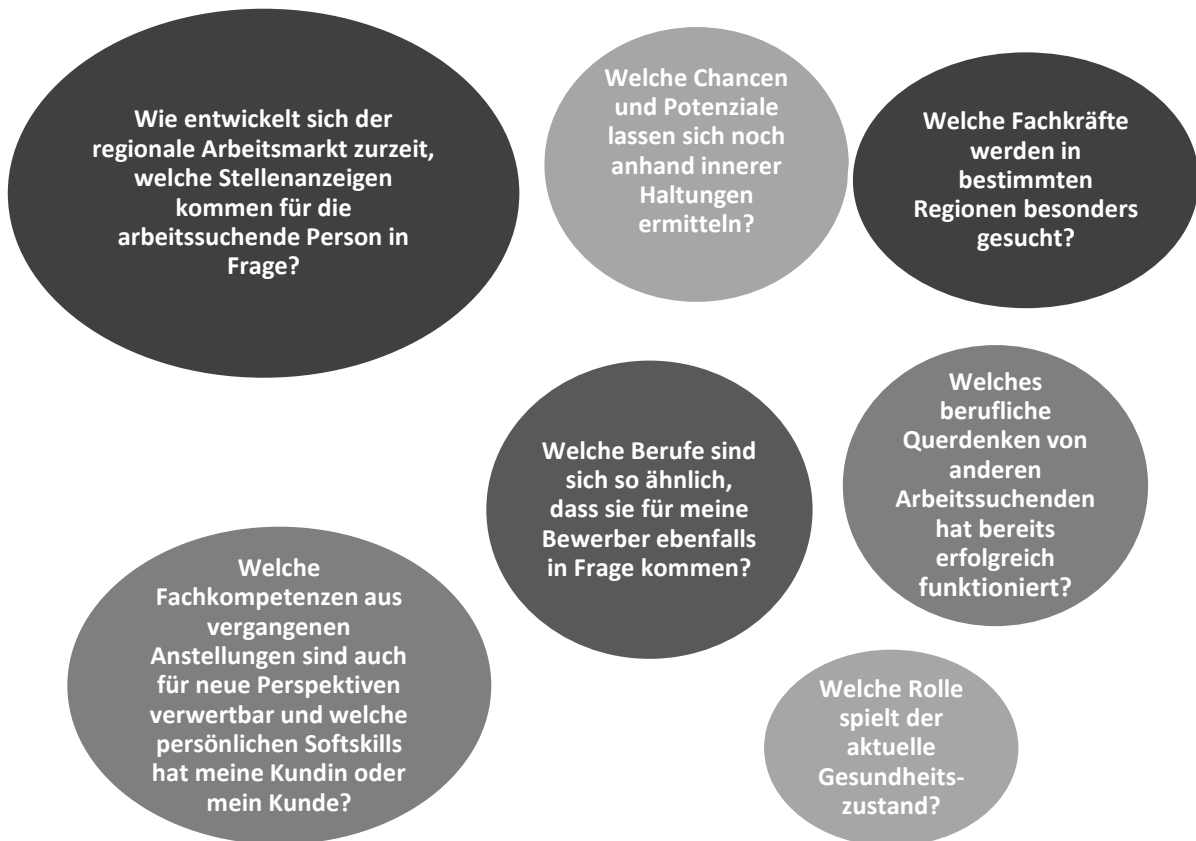 Wie entwickelt sich der
regionale Arbeitsmarkt zurzeit,
welche Stellenanzeigen
kommen für die
arbeitssuchende Person in
Frage?
Welche Chancen
und Potenziale
lassen sich noch
anhand innerer
Haltungen
ermitteln?
Welche Fachkräfte
werden in
bestimmten
Regionen besonders
gesucht?
Welche Berufe sind
sich so ähnlich,
dass sie für meine
Bewerber ebenfalls
in Frage kommen?
Welches
berufliche
Querdenken von
anderen
Arbeitssuchenden
hat bereits
erfolgreich
funktioniert?
Welche
Fachkompetenzen aus
vergangenen
Anstellungen sind auch
für neue Perspektiven
verwertbar und welche
persönlichen Softskills
hat meine Kundin oder
mein Kunde?
Welche Rolle
spielt der
aktuelle
Gesundheits-
zustand?